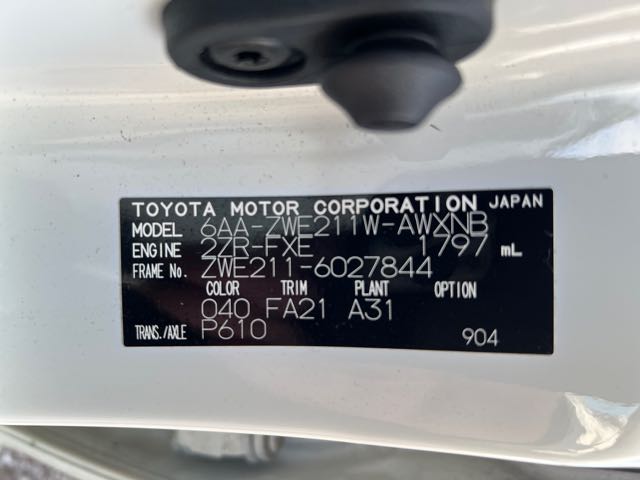 TOYOTA MOTOR CORPORATION JAPAN
MODEL 6AA-ZWE211W-AWXNB
ENGINE 2ZR-FXE 1797 mL
FRAME No. ZWE211-6027844
COLOR TRIM PLANT OPTION
040 FA21 A31
TRANS./AXLE P610 904